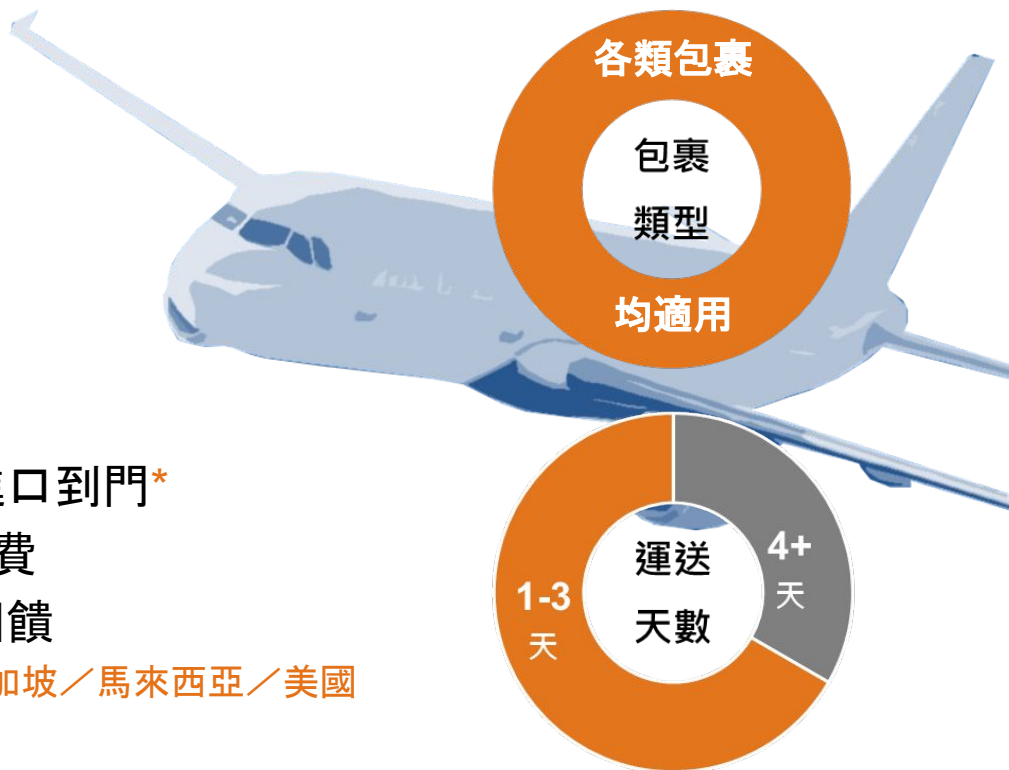 各類包裹
包裹
類型
均適用
口到門*
費
饋
加坡／馬來西亞／美國
運送
天數
1-3
天
4+
天